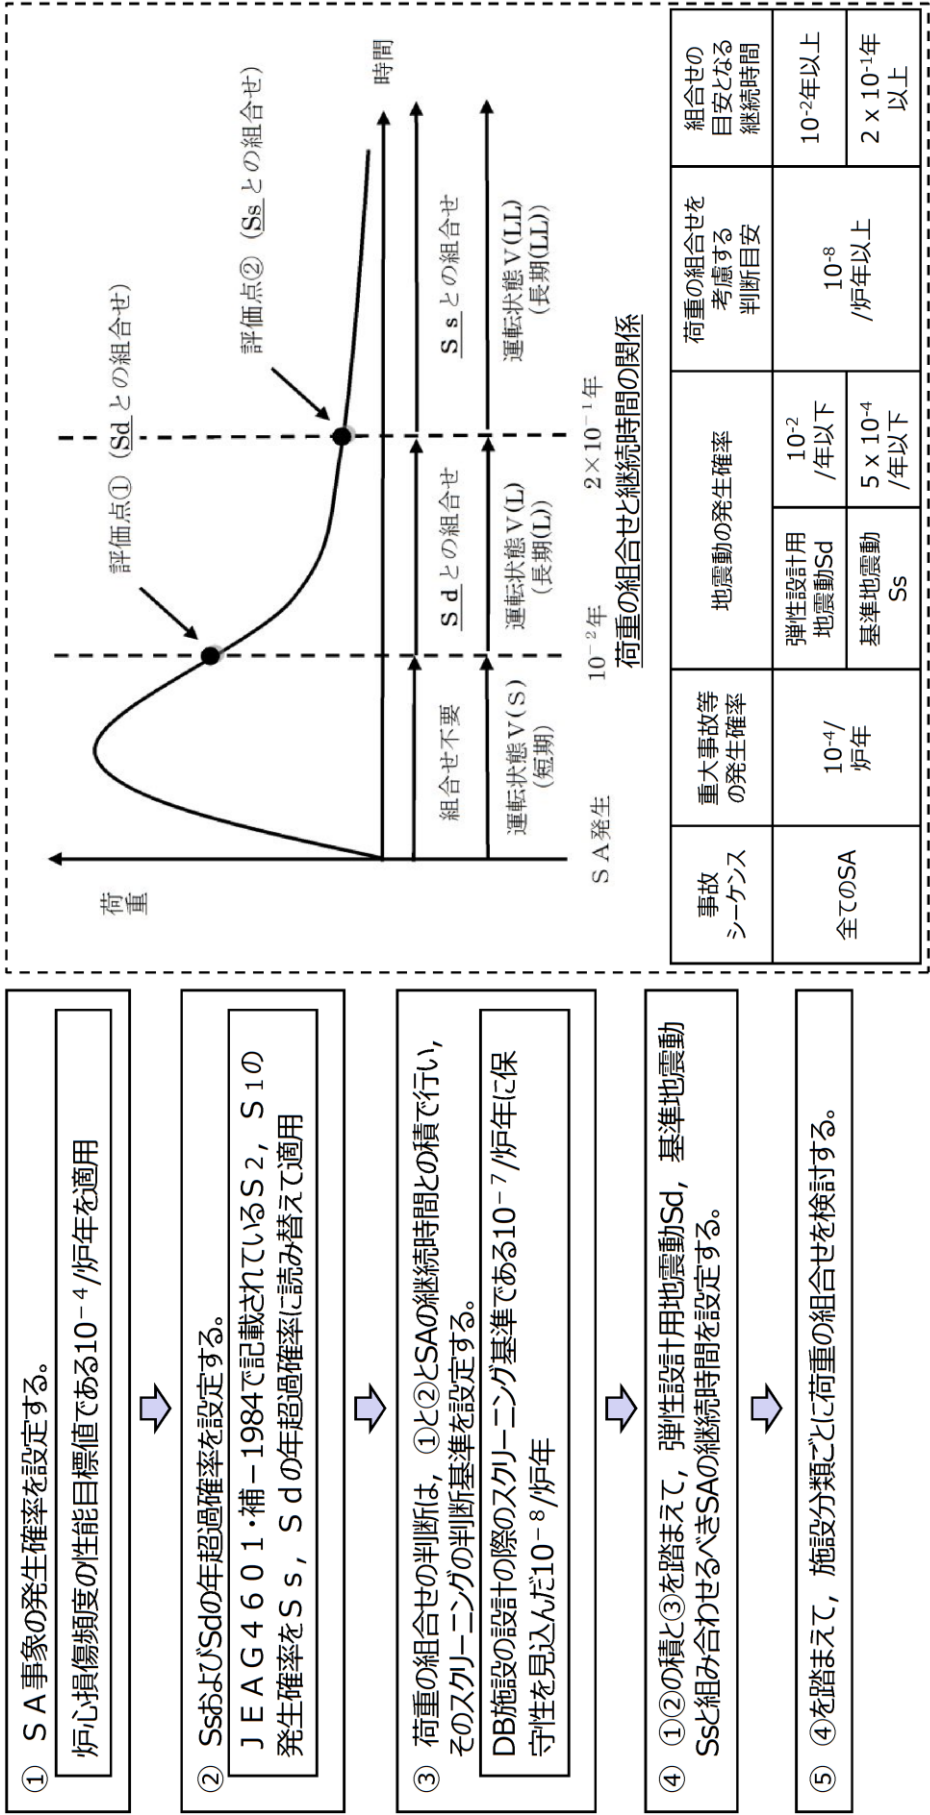 ① ＳＡ事象の発生確率を設定する。
炉心損傷頻度の性能目標値である10⁻⁴/炉年を適用
② SsおよびSdの年超過確率を設定する。
ＪＥＡＧ４６０１・補－1984で記載されているＳ₂，Ｓ₁の
発生確率をＳｓ，Ｓｄの年超過確率に読み替えて適用
③ 荷重の組合せの判断は，①と②とSAの継続時間との積で行い，
そのスクリーニングの判断基準を設定する。
DB施設の設計の際のスクリーニング基準である10⁻⁷/炉年に保
守性を見込んだ10⁻⁸/炉年
④ ①②の積と③を踏まえて，弾性設計用地震動Sd，基準地震動
Ssと組み合わせるべきSAの継続時間を設定する。
⑤ ④を踏まえて，施設分類ごとに荷重の組合せを検討する。
荷
重
評価点①（Sdとの組合せ）
評価点②（Ssとの組合せ）
時間
組合せ不要
Ｓｄとの組合せ
Ｓｓとの組合せ
運転状態Ⅴ(Ｓ)
(短期)
運転状態Ⅴ(L)
(長期(L))
運転状態Ⅴ(LL)
(長期(LL))
ＳＡ発生
10⁻²年
2×10⁻¹年
荷重の組合せと継続時間の関係
事故
シーケンス
重大事故等
の発生確率
地震動の発生確率
荷重の組合せを
考慮する
判断目安
組合せの
目安となる
継続時間
全てのSA
10⁻⁴/
炉年
弾性設計用
地震動Sd
10⁻²
/年以下
10⁻⁸
/炉年以上
10⁻²年以上
基準地震動
Ss
5 x 10⁻⁴
/年以下
2 x 10⁻¹年
以上